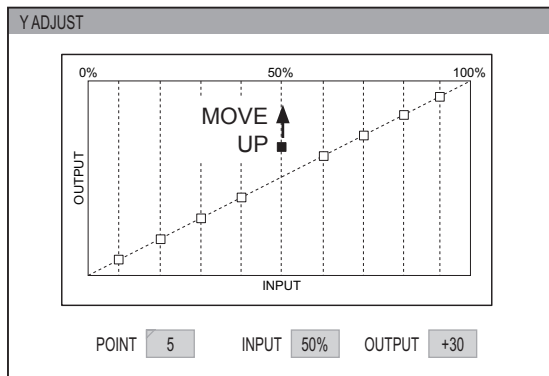 Y ADJUST
0% 50% 100%
MOVE
UP
OUTPUT
INPUT
POINT 5 INPUT 50% OUTPUT +30